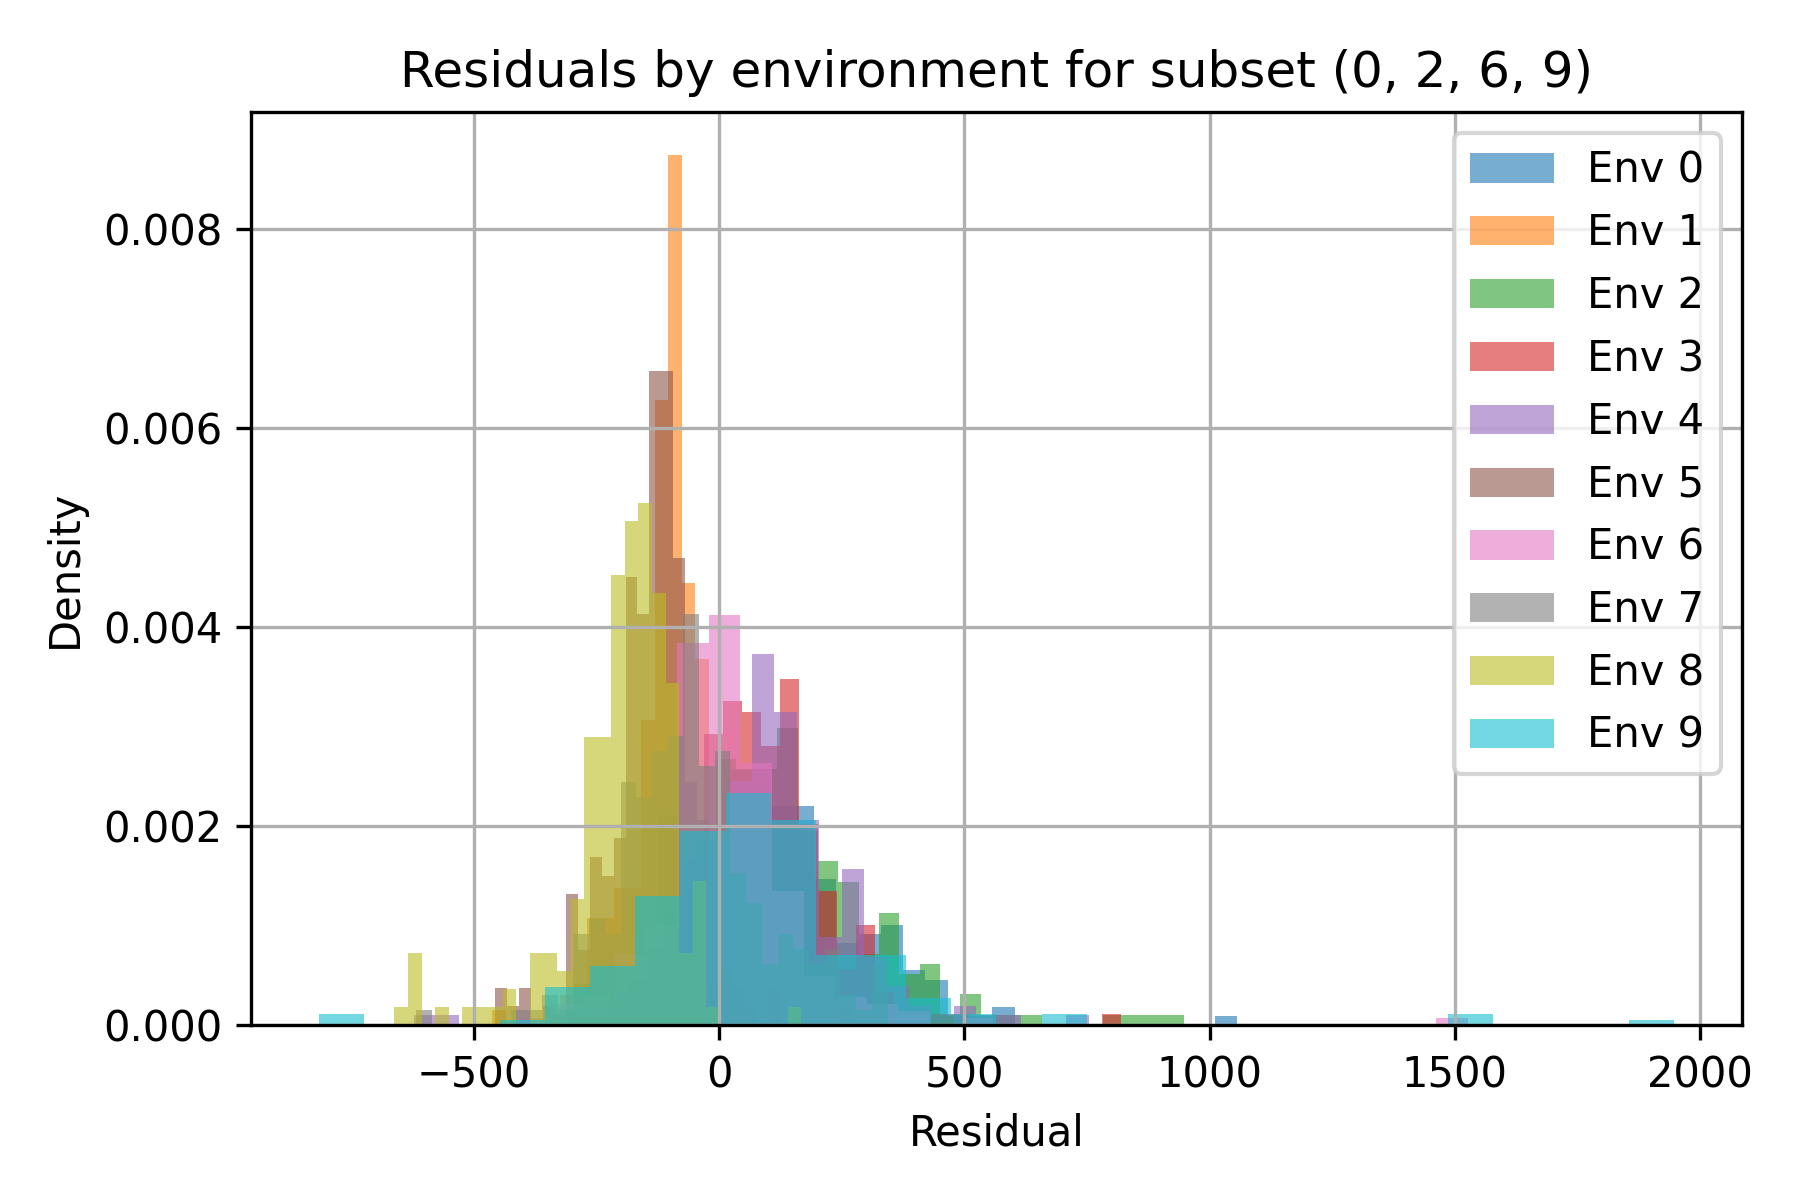 Residuals by environment for subset (0, 2, 6, 9)
Env 0
Env 1
Env 2
Env 3
Env 4
Env 5
Env 6
Env 7
Env 8
Env 9
Density
0.008
0.006
0.004
0.002
0.000
−500
0
500
1000
1500
2000
Residual